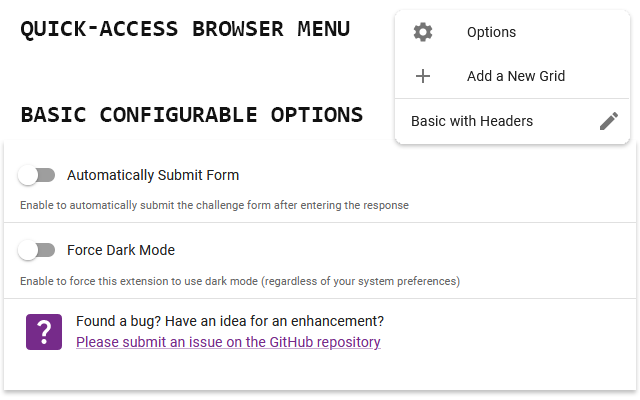 QUICK-ACCESS BROWSER MENU
Options
Add a New Grid
Basic with Headers
BASIC CONFIGURABLE OPTIONS
Automatically Submit Form
Enable to automatically submit the challenge form after entering the response
Force Dark Mode
Enable to force this extension to use dark mode (regardless of your system preferences)
?
Found a bug? Have an idea for an enhancement?
Please submit an issue on the GitHub repository